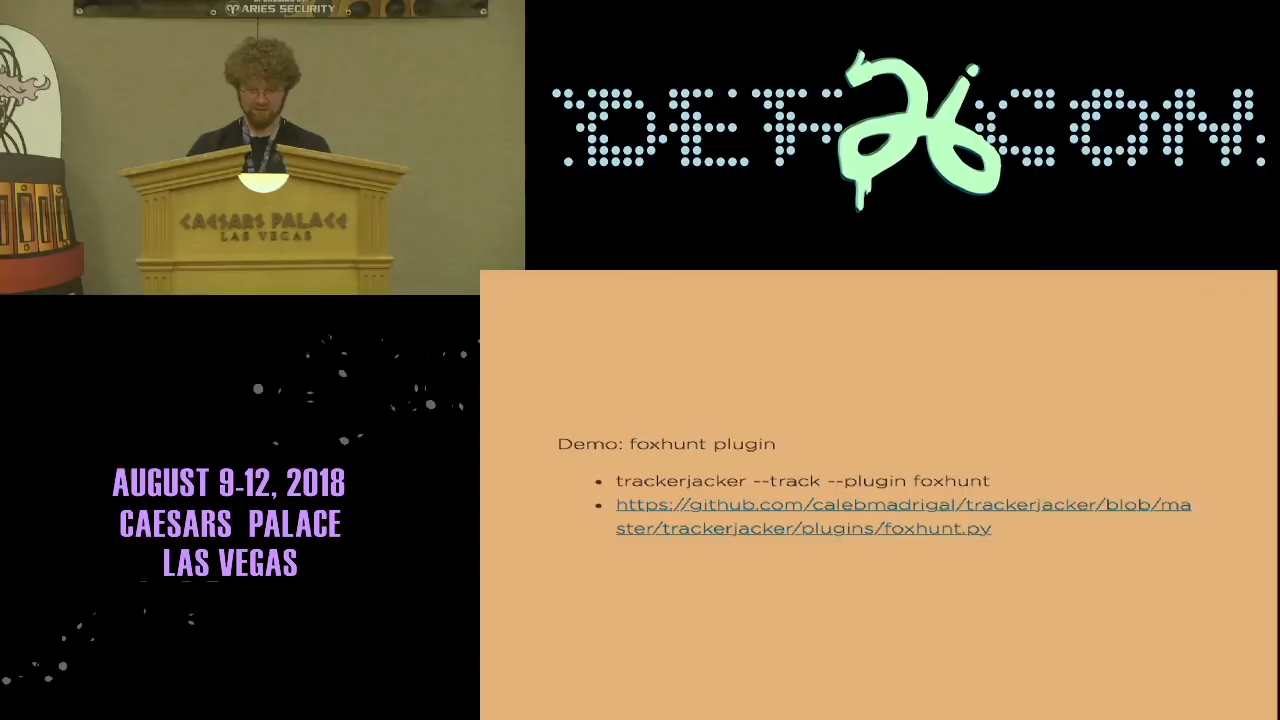 ARIES SECURITY
DEF 26 CON
CAESARS PALACE
LAS VEGAS
AUGUST 9-12, 2018
CAESARS PALACE
LAS VEGAS
Demo: foxhunt plugin
• trackerjacker --track --plugin foxhunt
• https://github.com/calebmadrigal/trackerjacker/blob/ma
ster/trackerjacker/plugins/foxhunt.py